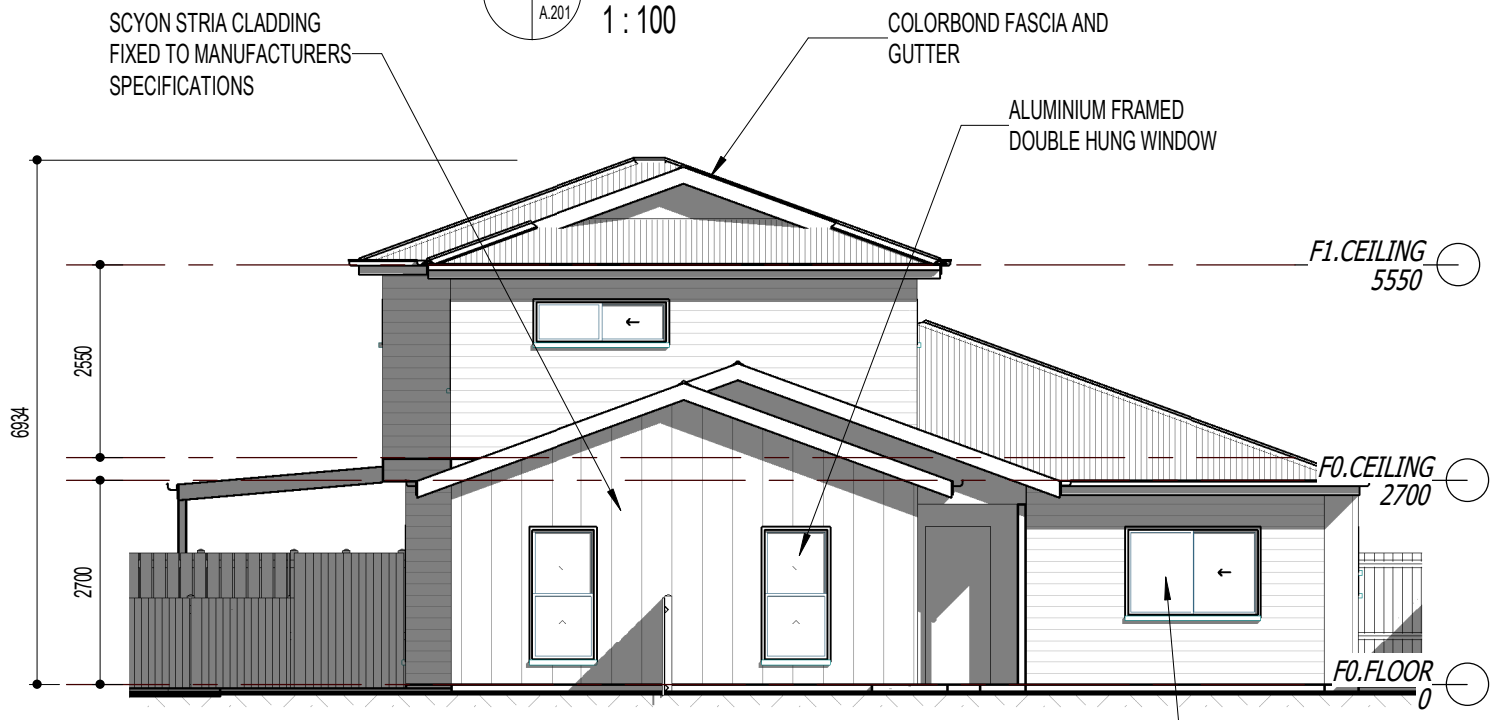 A.201
1 : 100
SCYON STRIA CLADDING
FIXED TO MANUFACTURERS
SPECIFICATIONS
COLORBOND FASCIA AND
GUTTER
ALUMINIUM FRAMED
DOUBLE HUNG WINDOW
F1.CEILING
5550
2550
6934
F0.CEILING
2700
2700
F0.FLOOR
0